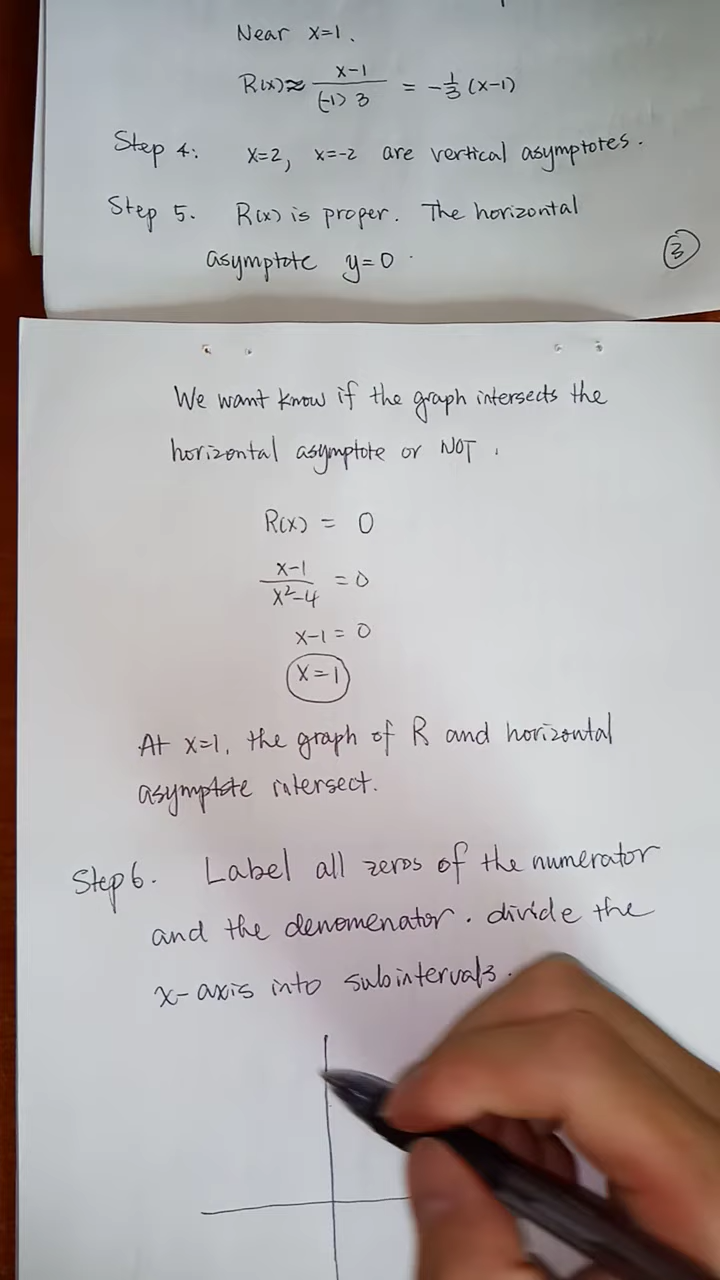 Near x=1.
R(x)≈ x-1 / (-1) 3 = -1/3 (x-1)
Step 4: x=2, x=-2 are vertical asymptotes.
Step 5. R(x) is proper. The horizontal
asymptote y=0.
3
We want know if the graph intersects the
horizontal asymptote or NOT.
R(x) = 0
x-1 / x²-4 = 0
x-1 = 0
x=1
At x=1, the graph of R and horizontal
asymptote intersect.
Step 6. Label all zeros of the numerator
and the denomenator. divide the
x-axis into subintervals.